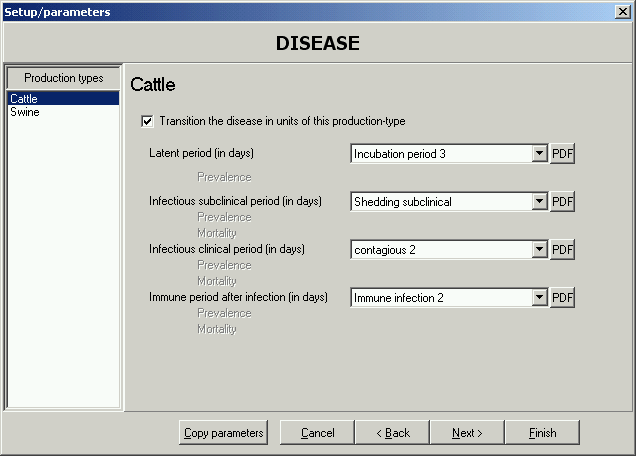 Setup/parameters
DISEASE
Production types
Cattle
Swine
Cattle
Transition the disease in units of this production-type
Latent period (in days)
Incubation period 3
PDF
Prevalence
Infectious subclinical period (in days)
Shedding subclinical
PDF
Prevalence
Mortality
Infectious clinical period (in days)
contagious 2
PDF
Prevalence
Mortality
Immune period after infection (in days)
Immune infection 2
PDF
Prevalence
Mortality
Copy parameters
Cancel
< Back
Next >
Finish